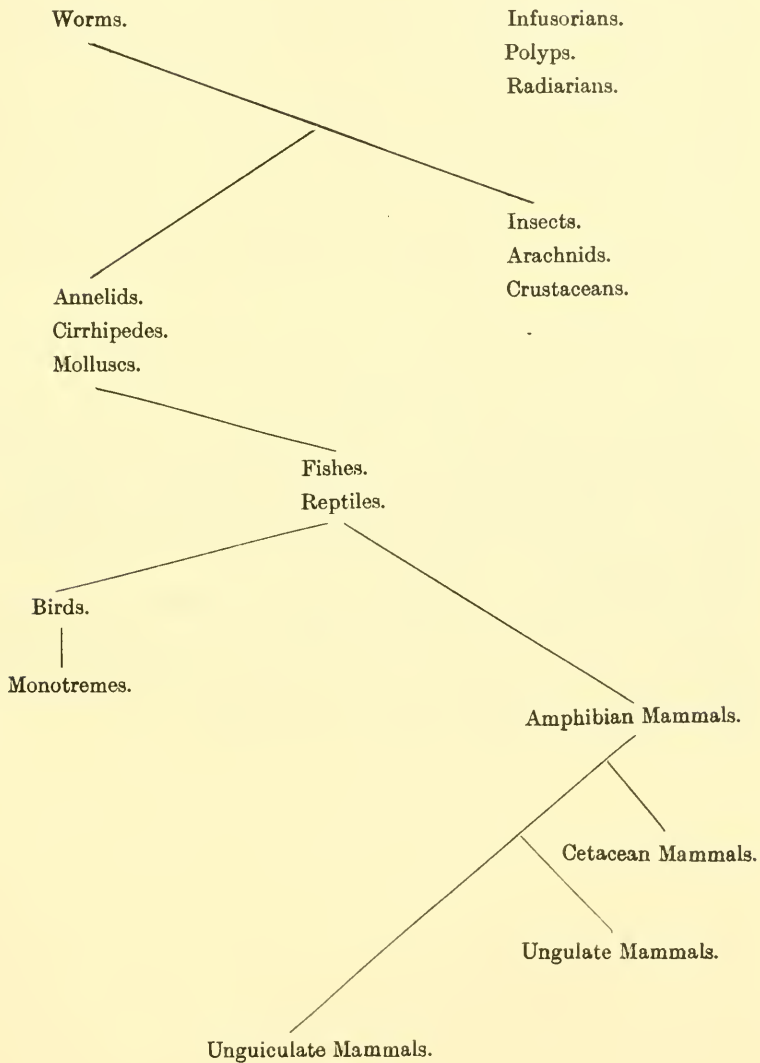 Worms.
Infusorians.
Polyps.
Radiarians.
Insects.
Arachnids.
Crustaceans.
Annelids.
Cirrhipedes.
Molluscs.
Fishes.
Reptiles.
Birds.
Monotremes.
Amphibian Mammals.
Cetacean Mammals.
Ungulate Mammals.
Unguiculate Mammals.